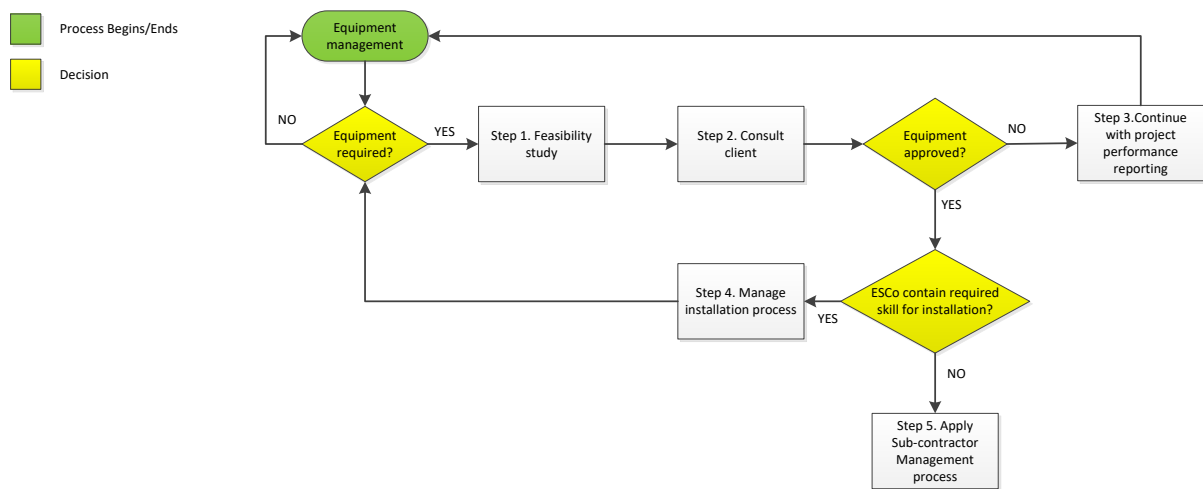 Process Begins/Ends
Decision
Equipment
management
NO
Equipment
required?
YES
Step 1. Feasibility
study
Step 2. Consult
client
Equipment
approved?
NO
Step 3.Continue
with project
performance
reporting
YES
Step 4. Manage
installation process
YES
ESCo contain required
skill for installation?
NO
Step 5. Apply
Sub-contractor
Management
process